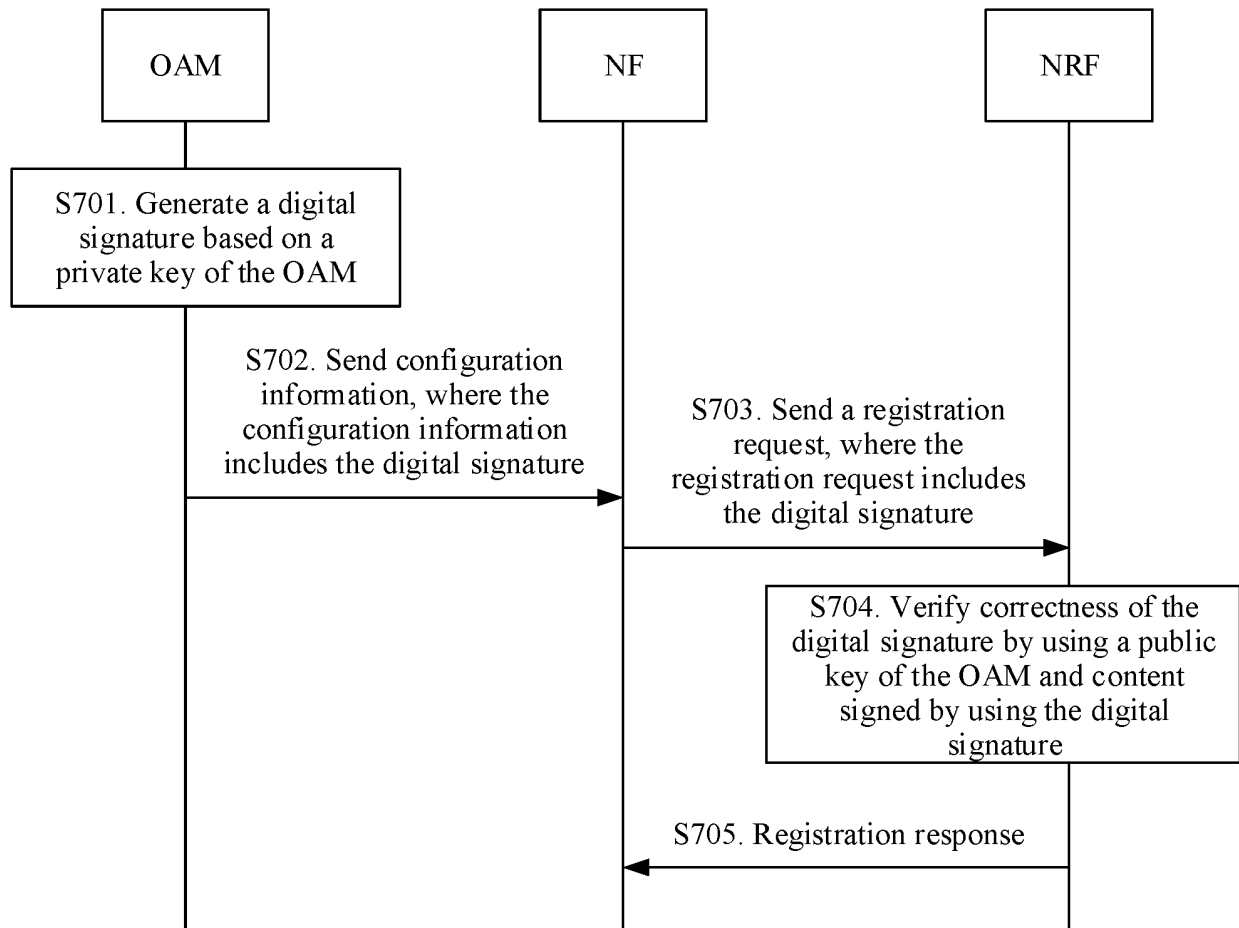 OAM
NF
NRF
S701. Generate a digital
signature based on a
private key of the OAM
S702. Send configuration
information, where the
configuration information
includes the digital signature
S703. Send a registration
request, where the
registration request includes
the digital signature
S704. Verify correctness of the
digital signature by using a public
key of the OAM and content
signed by using the digital
signature
S705. Registration response